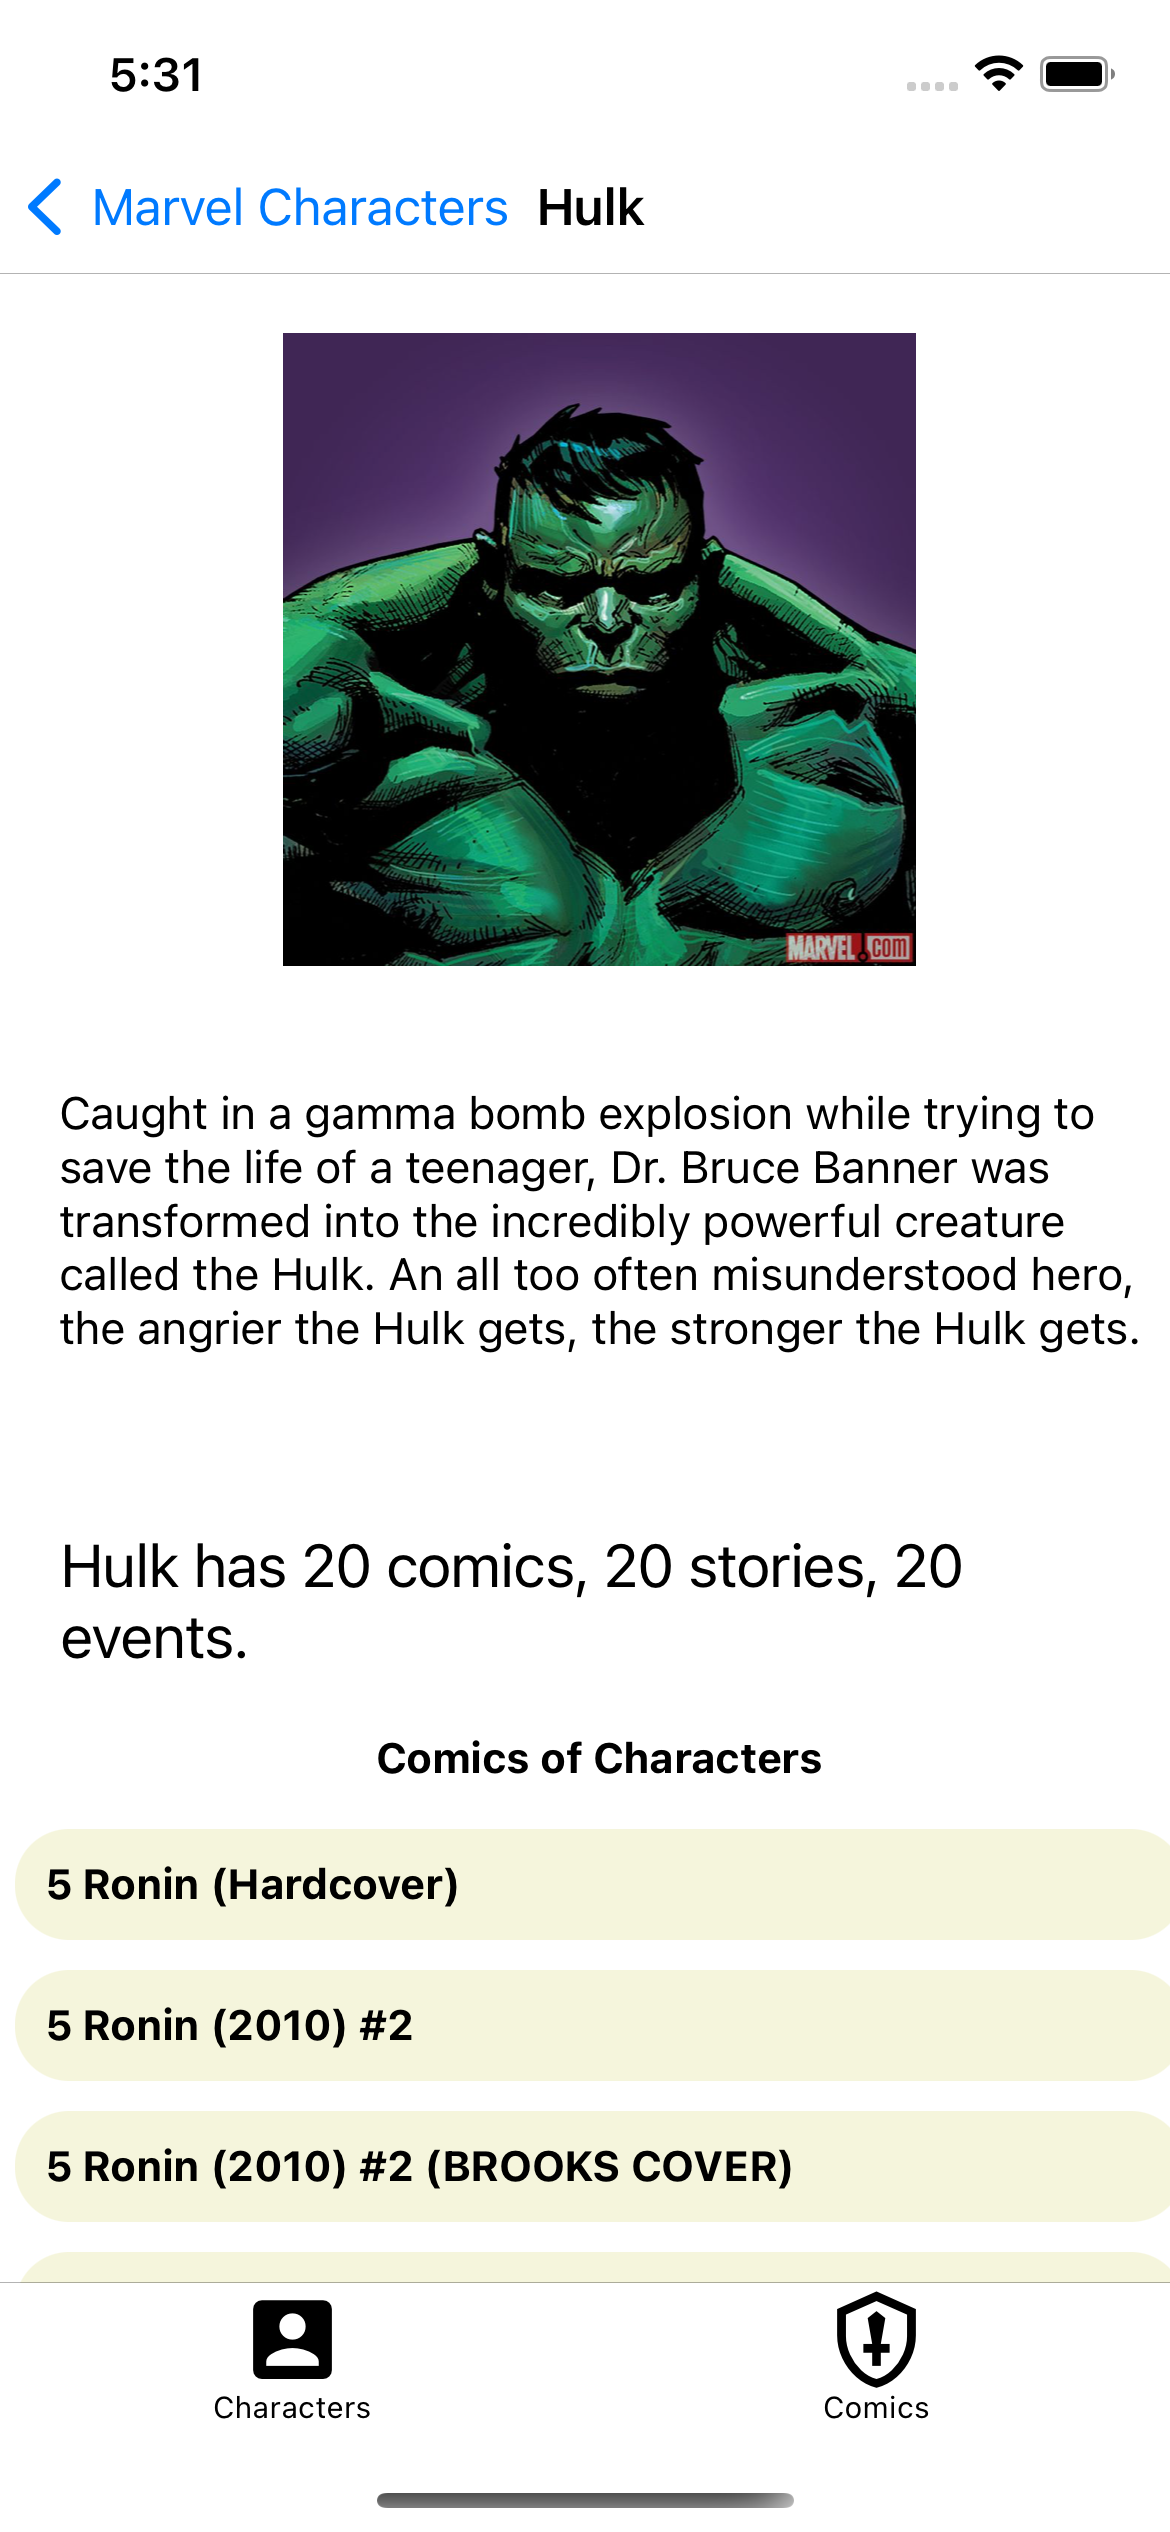 5:31
Marvel Characters Hulk
MARVEL.COM
Caught in a gamma bomb explosion while trying to
save the life of a teenager, Dr. Bruce Banner was
transformed into the incredibly powerful creature
called the Hulk. An all too often misunderstood hero,
the angrier the Hulk gets, the stronger the Hulk gets.
Hulk has 20 comics, 20 stories, 20
events.
Comics of Characters
5 Ronin (Hardcover)
5 Ronin (2010) #2
5 Ronin (2010) #2 (BROOKS COVER)
Characters
Comics